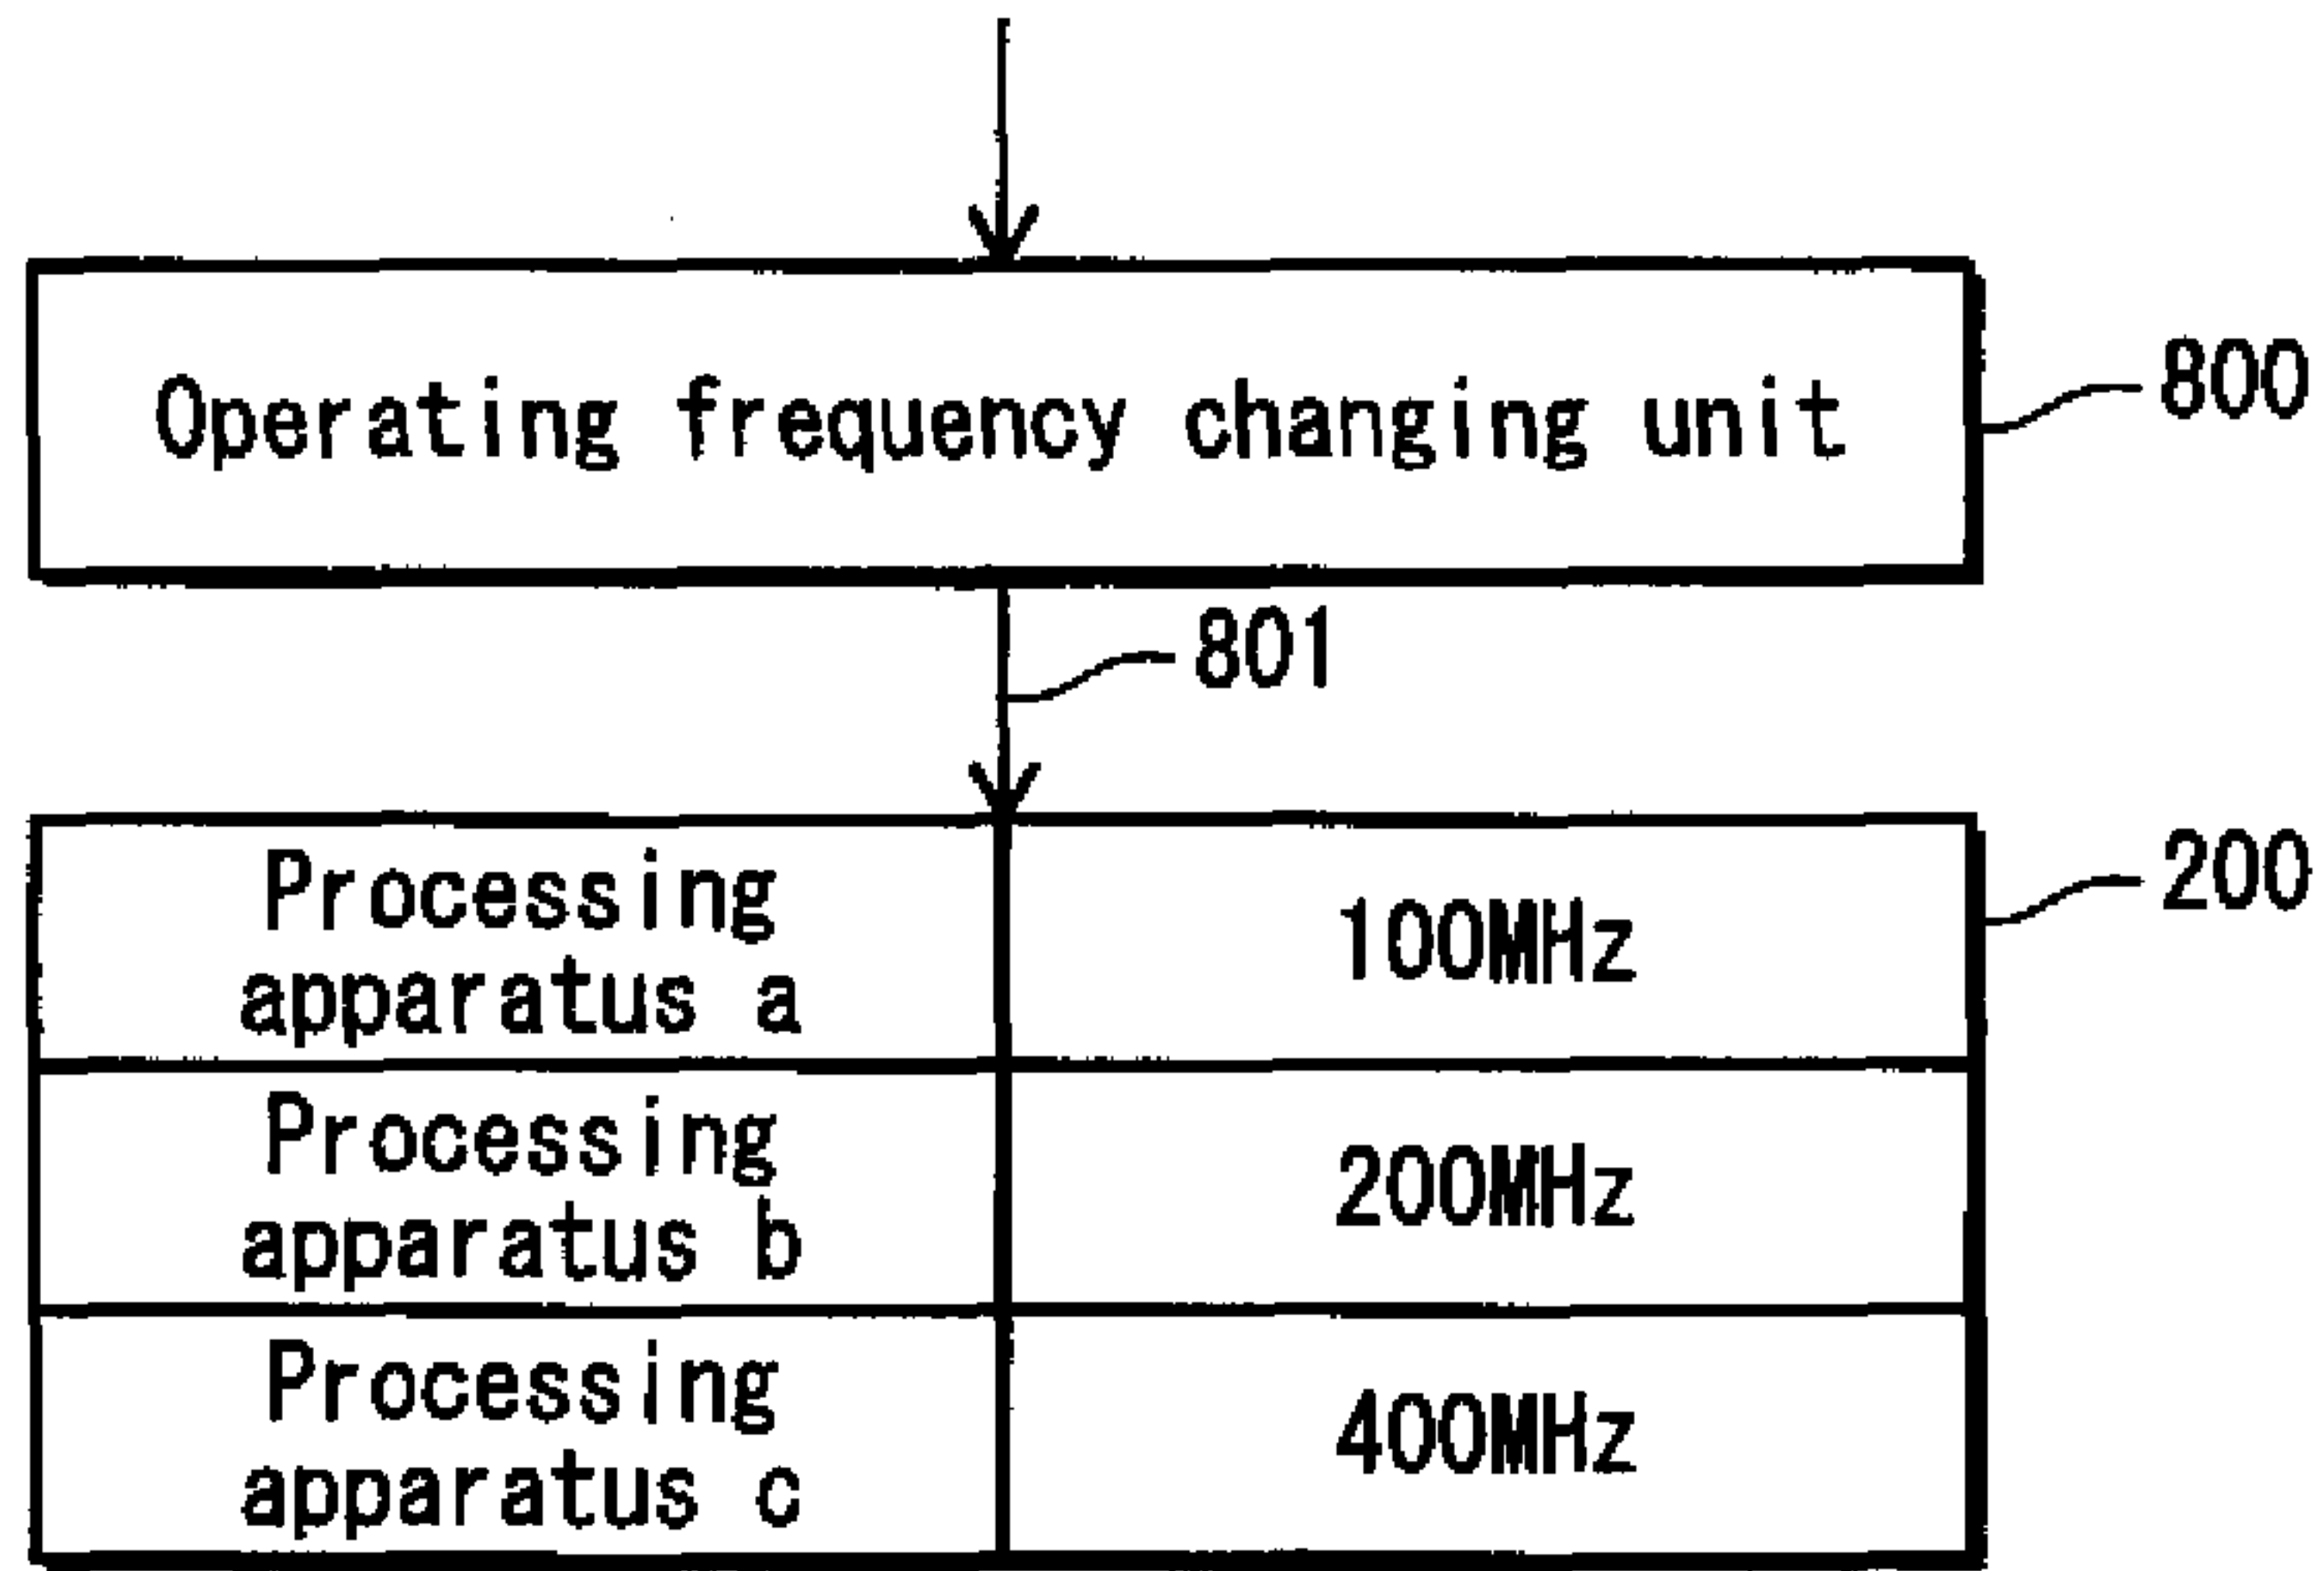 Operating frequency changing unit
800
801
200
Processing
apparatus a
100MHz
Processing
apparatus b
200MHz
Processing
apparatus c
400MHz